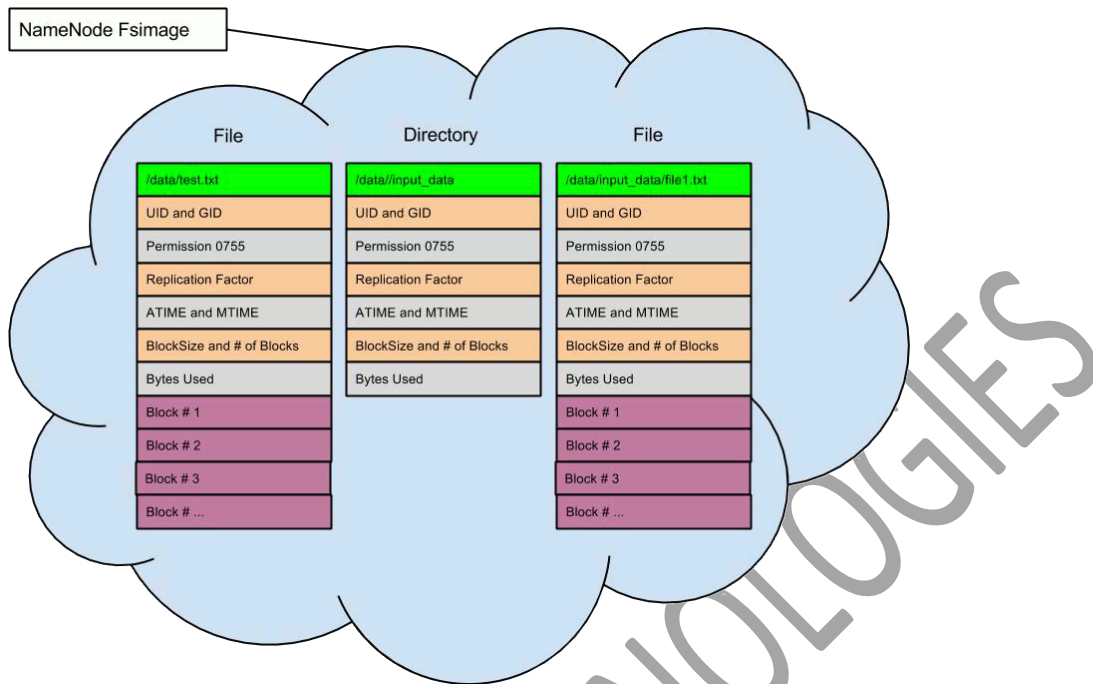 NameNode Fsimage
File
/data/test.txt
UID and GID
Permission 0755
Replication Factor
ATIME and MTIME
BlockSize and # of Blocks
Bytes Used
Block # 1
Block # 2
Block # 3
Block # ...
Directory
/data//input_data
UID and GID
Permission 0755
Replication Factor
ATIME and MTIME
BlockSize and # of Blocks
Bytes Used
File
/data/input_data/file1.txt
UID and GID
Permission 0755
Replication Factor
ATIME and MTIME
BlockSize and # of Blocks
Bytes Used
Block # 1
Block # 2
Block # 3
Block # ...
NOLOGIES